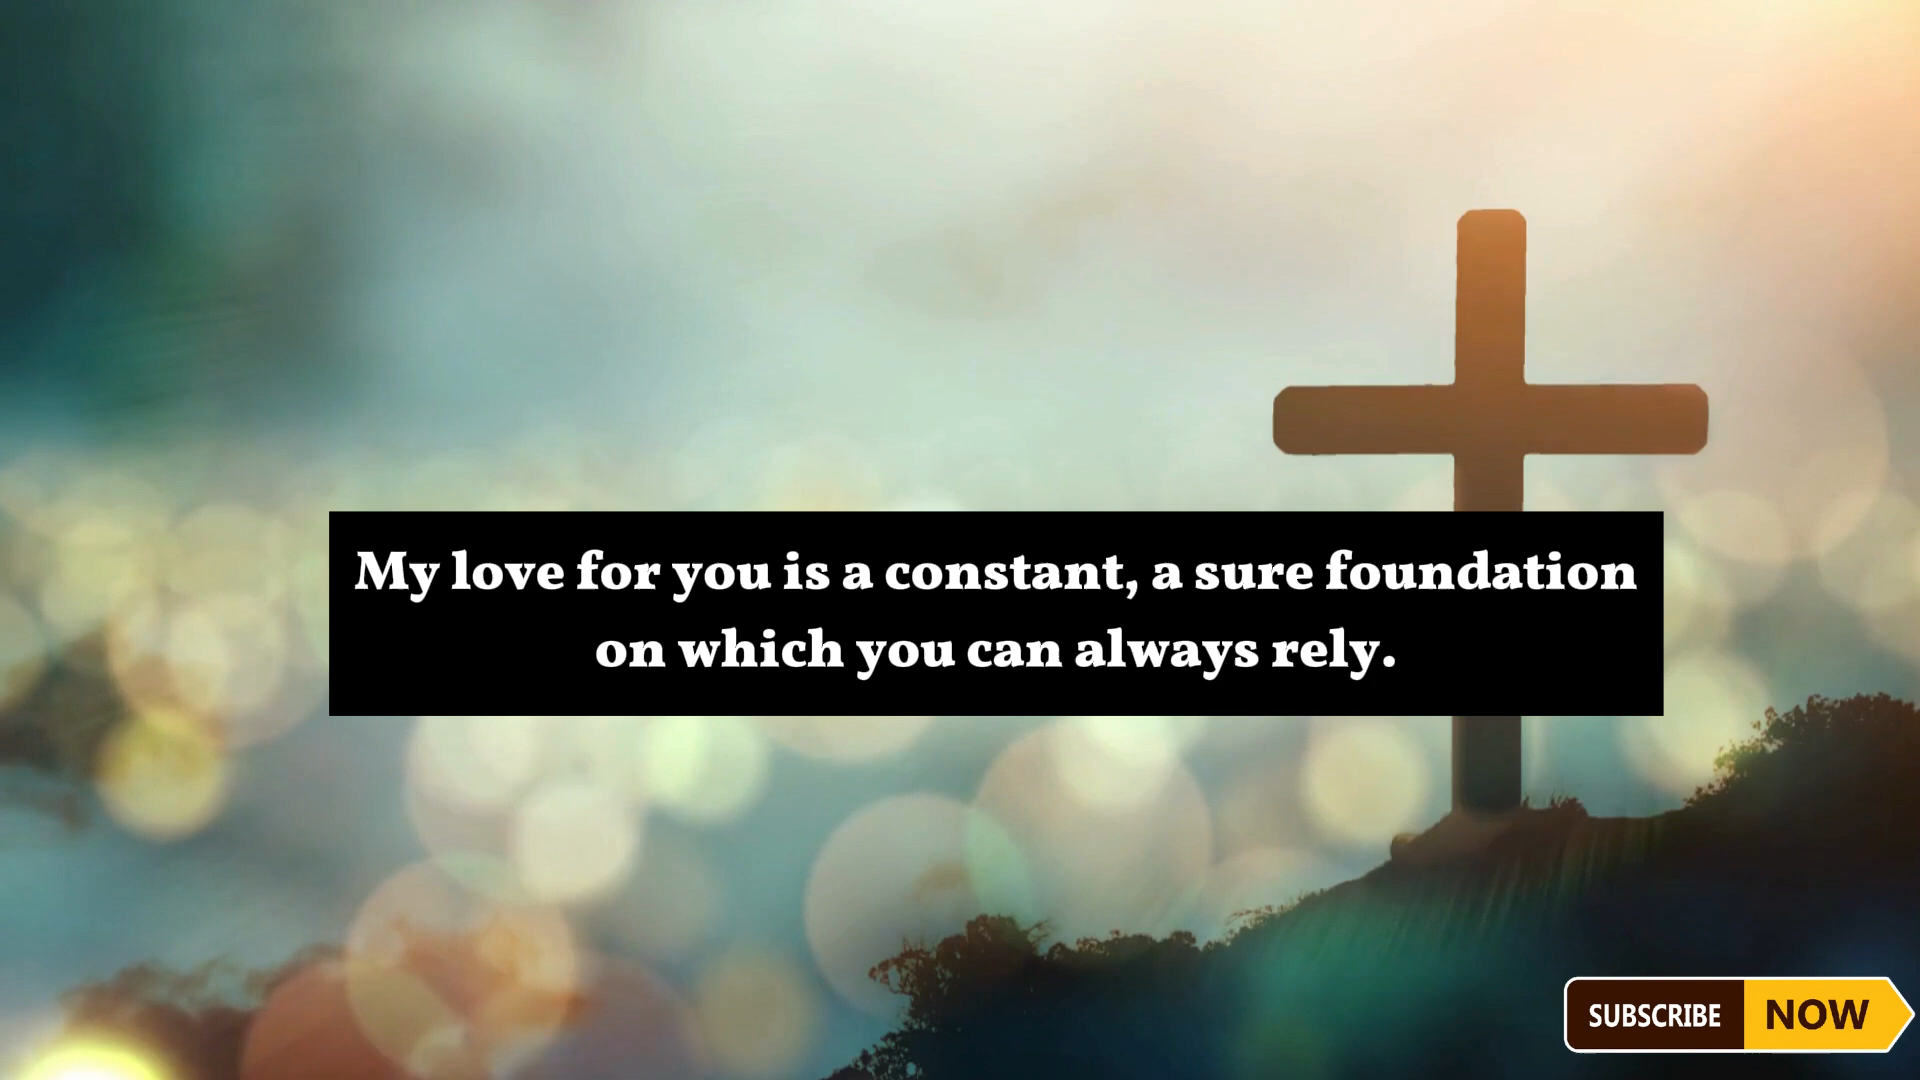 My love for you is a constant, a sure foundation
on which you can always rely.
SUBSCRIBE NOW